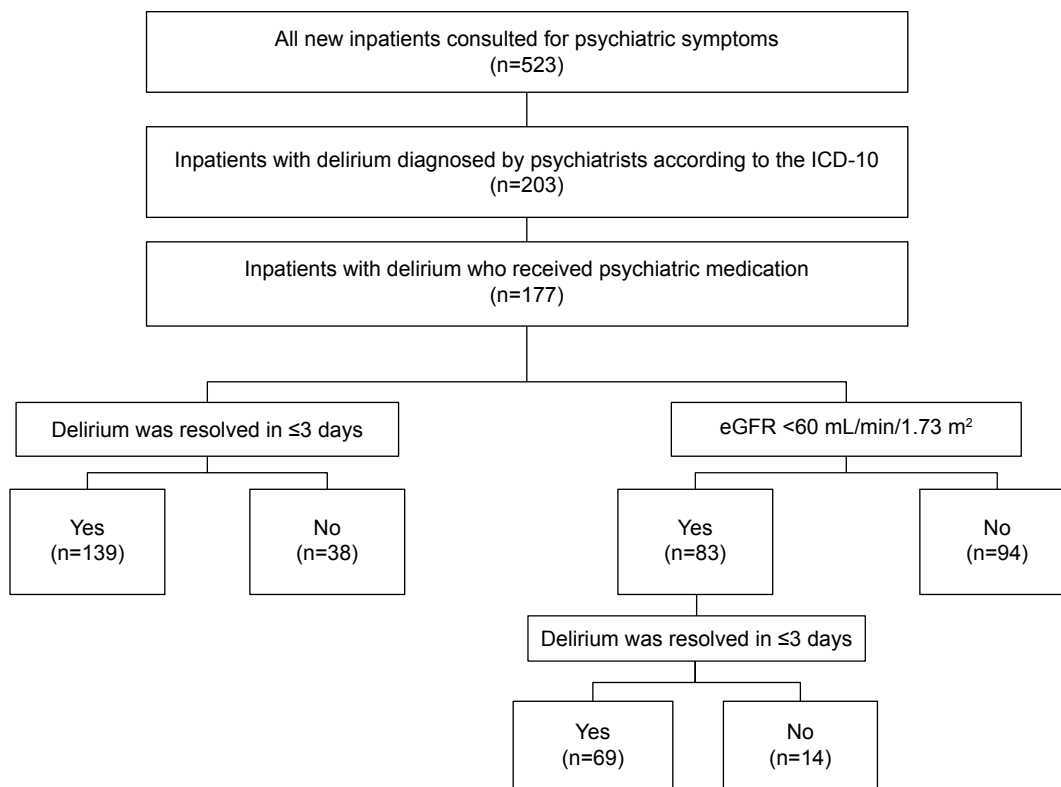 All new inpatients consulted for psychiatric symptoms
(n=523)
Inpatients with delirium diagnosed by psychiatrists according to the ICD-10
(n=203)
Inpatients with delirium who received psychiatric medication
(n=177)
Delirium was resolved in ≤3 days
eGFR <60 mL/min/1.73 m²
Yes
(n=139)
No
(n=38)
Yes
(n=83)
No
(n=94)
Delirium was resolved in ≤3 days
Yes
(n=69)
No
(n=14)